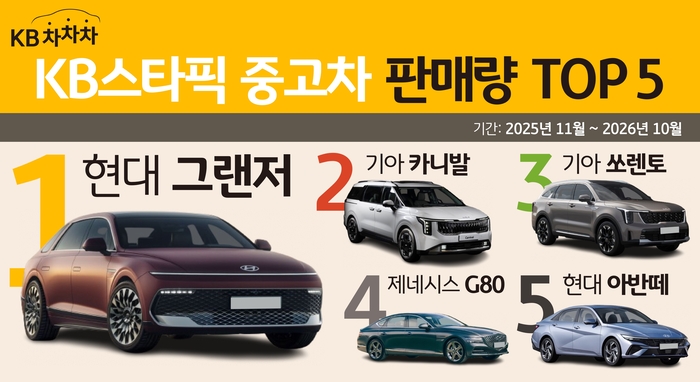 KB 차차차
KB스타픽 중고차 판매량 TOP 5
기간: 2025년 11월 ~ 2026년 10월
1 현대 그랜저
2 기아 카니발
3 기아 쏘렌토
4 제네시스 G80
5 현대 아반떼